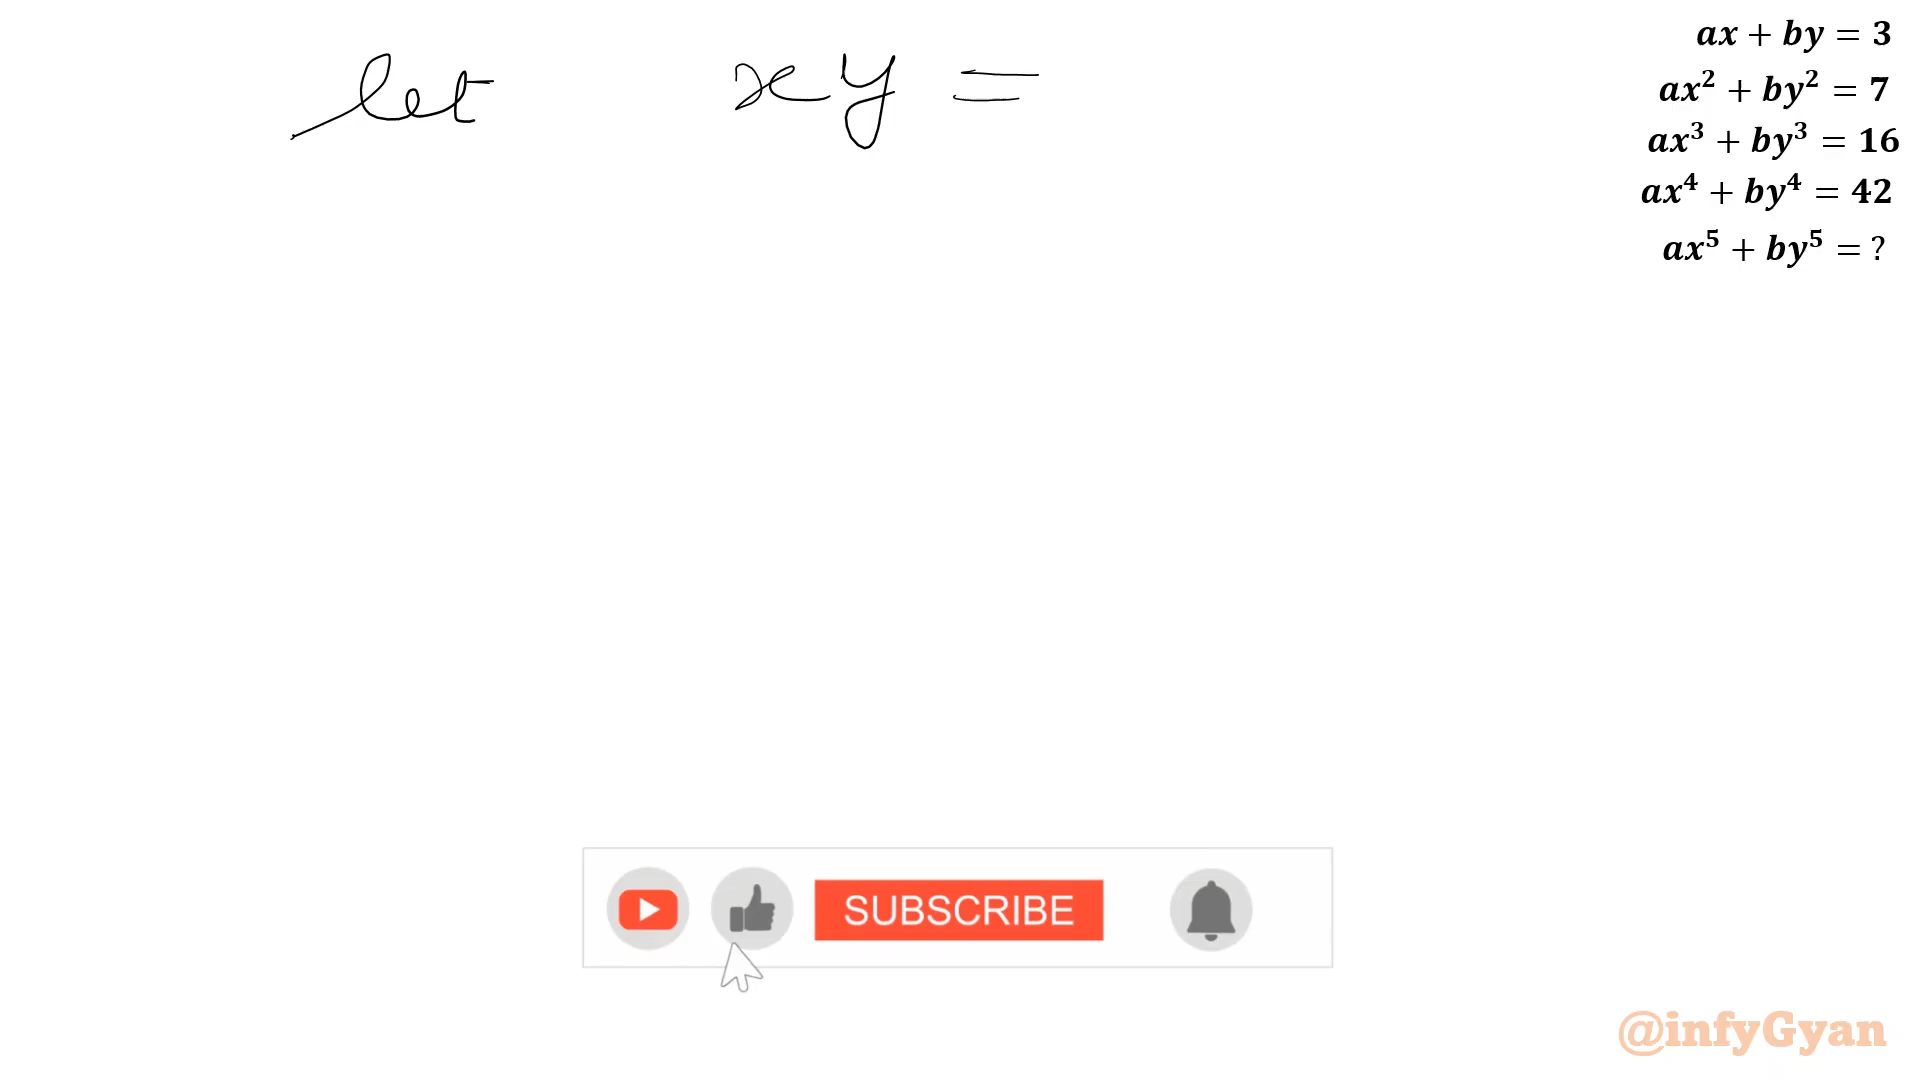 let xy =
ax + by = 3
ax² + by² = 7
ax³ + by³ = 16
ax⁴ + by⁴ = 42
ax⁵ + by⁵ = ?
SUBSCRIBE
@infyGyan